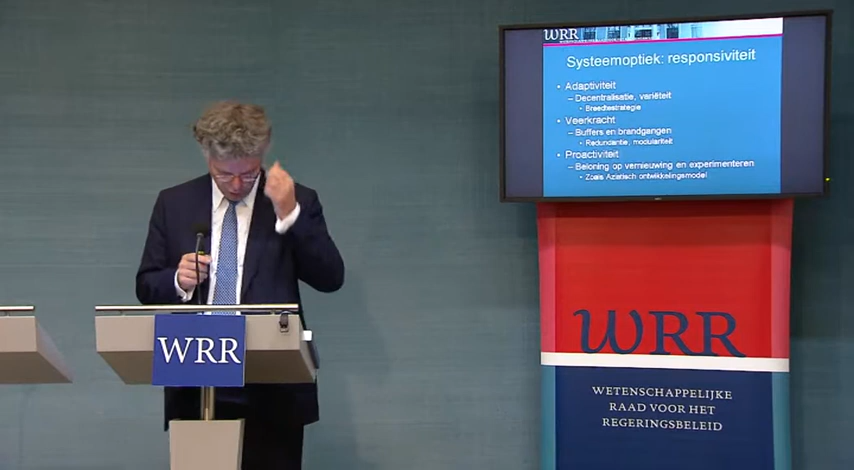 WRR
Systeemoptiek: responsiviteit
• Adaptiviteit
– Decentralisatie, variëteit
• Breedtestrategie
• Veerkracht
– Buffers en brandgangen
• Redundantie, modulariteit
• Proactiviteit
– Beloning op vernieuwing en experimenteren
• Zoals Aziatisch ontwikkelingsmodel
WRR
WRR
WETENSCHAPPELIJKE
RAAD VOOR HET
REGERINGSBELEID